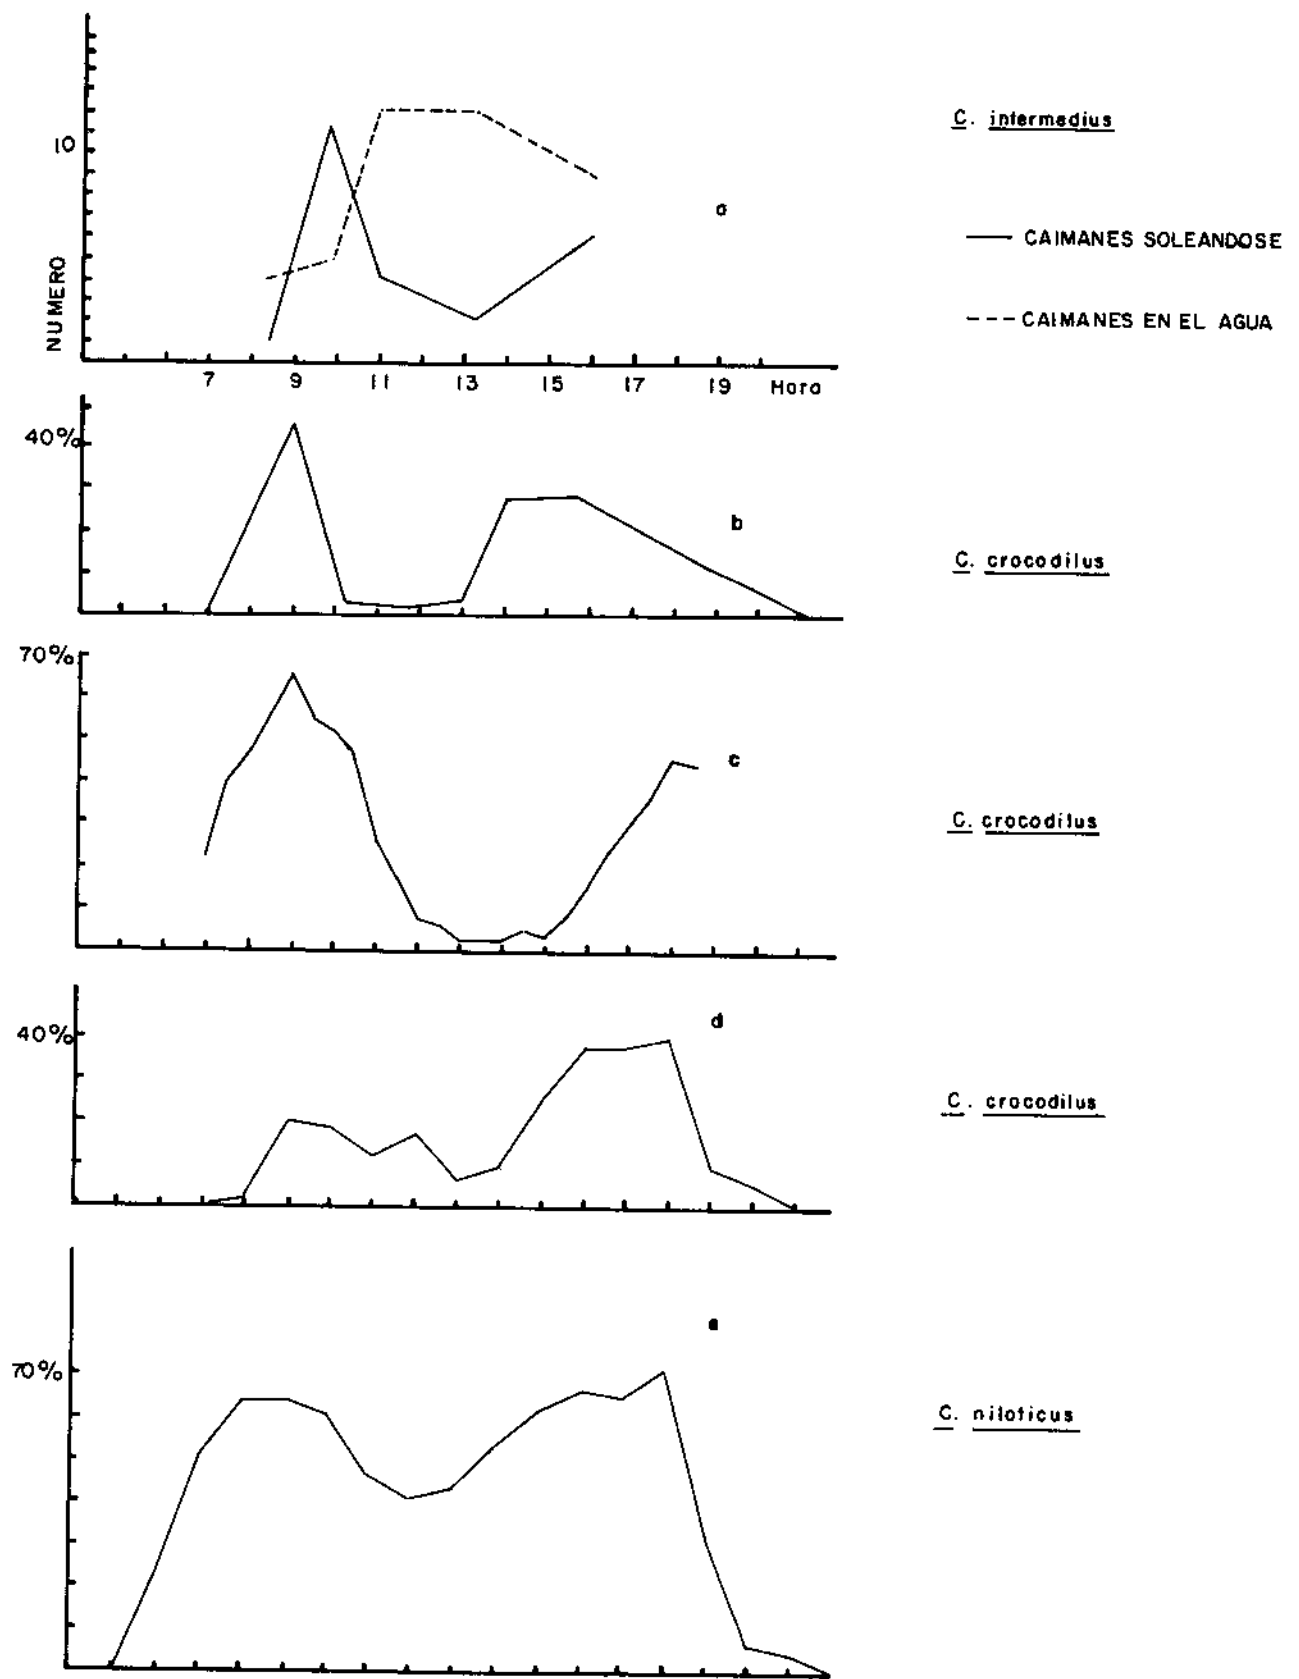 10
NUMERO
7 9 11 13 15 17 19 Hora
a
C. intermedius
CAIMANES SOLEANDOSE
CAIMANES EN EL AGUA
40%
b
C. crocodilus
70%
c
C. crocodilus
40%
d
C. crocodilus
70%
e
C. niloticus